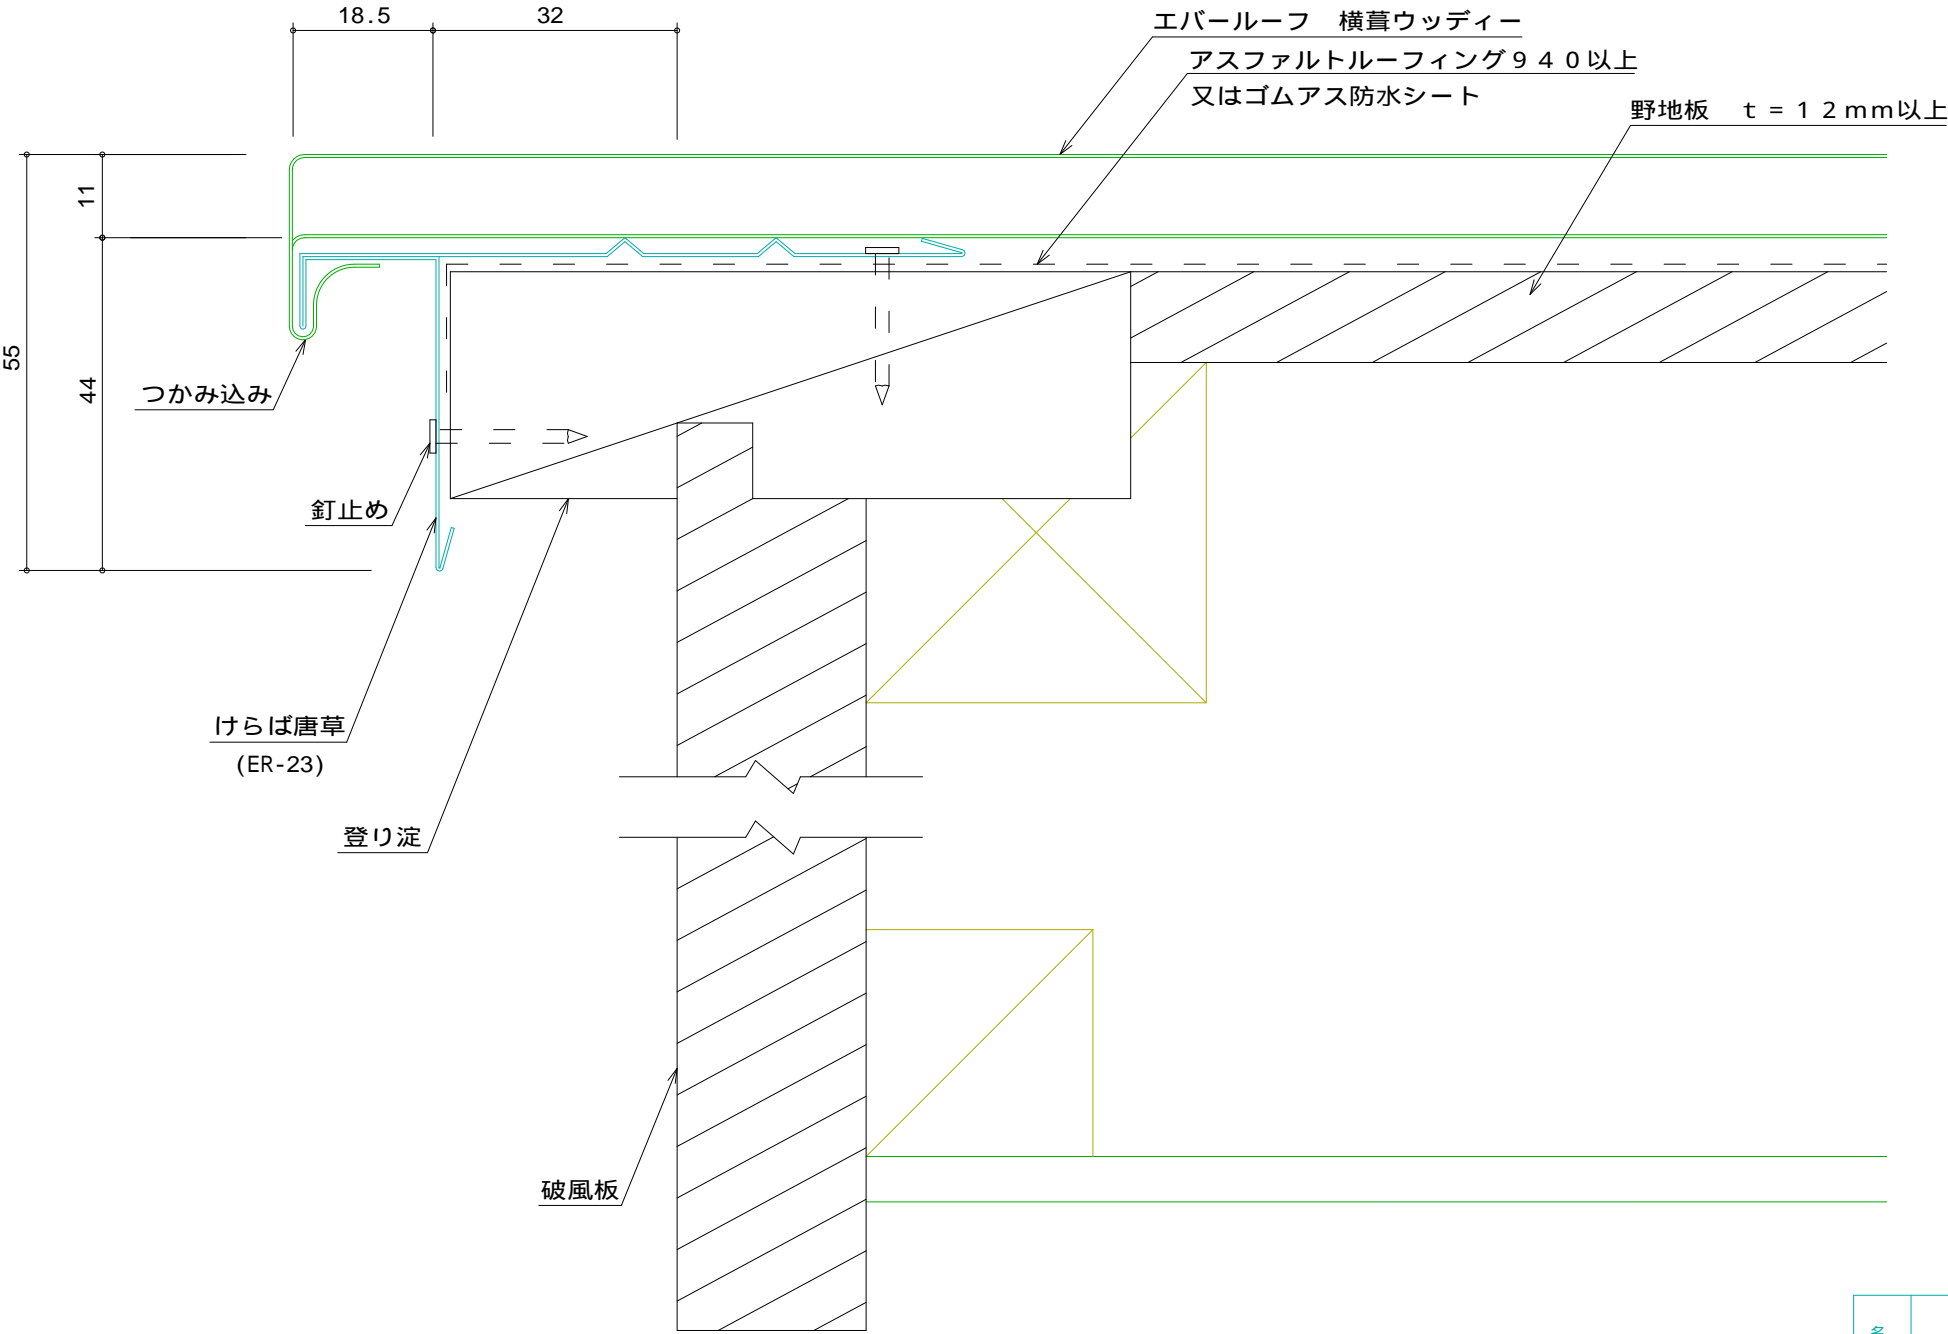 18.5
32
エバールーフ　横葺ウッディー
アスファルトルーフィング９４０以上
又はゴムアス防水シート
野地板　ｔ＝１２ｍｍ以上
11
55
44
つかみ込み
釘止め
けらば唐草
(ER-23)
登り淀
破風板
名